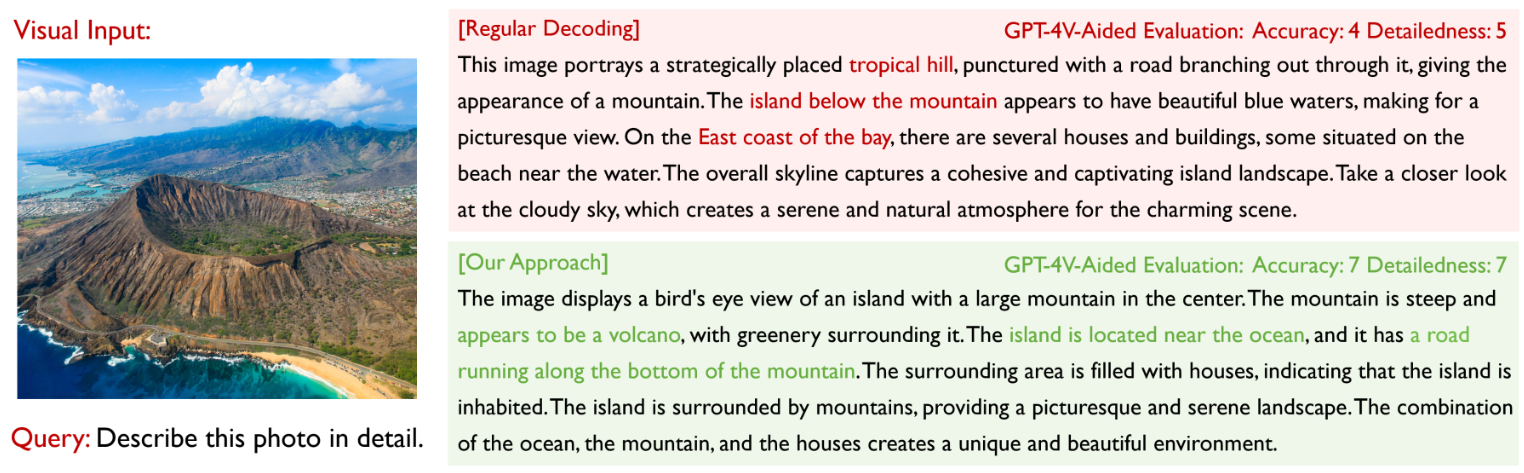 Visual Input:
Query: Describe this photo in detail.
[Regular Decoding] GPT-4V-Aided Evaluation: Accuracy: 4 Detailedness: 5
This image portrays a strategically placed tropical hill, punctured with a road branching out through it, giving the
appearance of a mountain. The island below the mountain appears to have beautiful blue waters, making for a
picturesque view. On the East coast of the bay, there are several houses and buildings, some situated on the
beach near the water. The overall skyline captures a cohesive and captivating island landscape. Take a closer look
at the cloudy sky, which creates a serene and natural atmosphere for the charming scene.
[Our Approach] GPT-4V-Aided Evaluation: Accuracy: 7 Detailedness: 7
The image displays a bird's eye view of an island with a large mountain in the center. The mountain is steep and
appears to be a volcano, with greenery surrounding it. The island is located near the ocean, and it has a road
running along the bottom of the mountain. The surrounding area is filled with houses, indicating that the island is
inhabited. The island is surrounded by mountains, providing a picturesque and serene landscape. The combination
of the ocean, the mountain, and the houses creates a unique and beautiful environment.